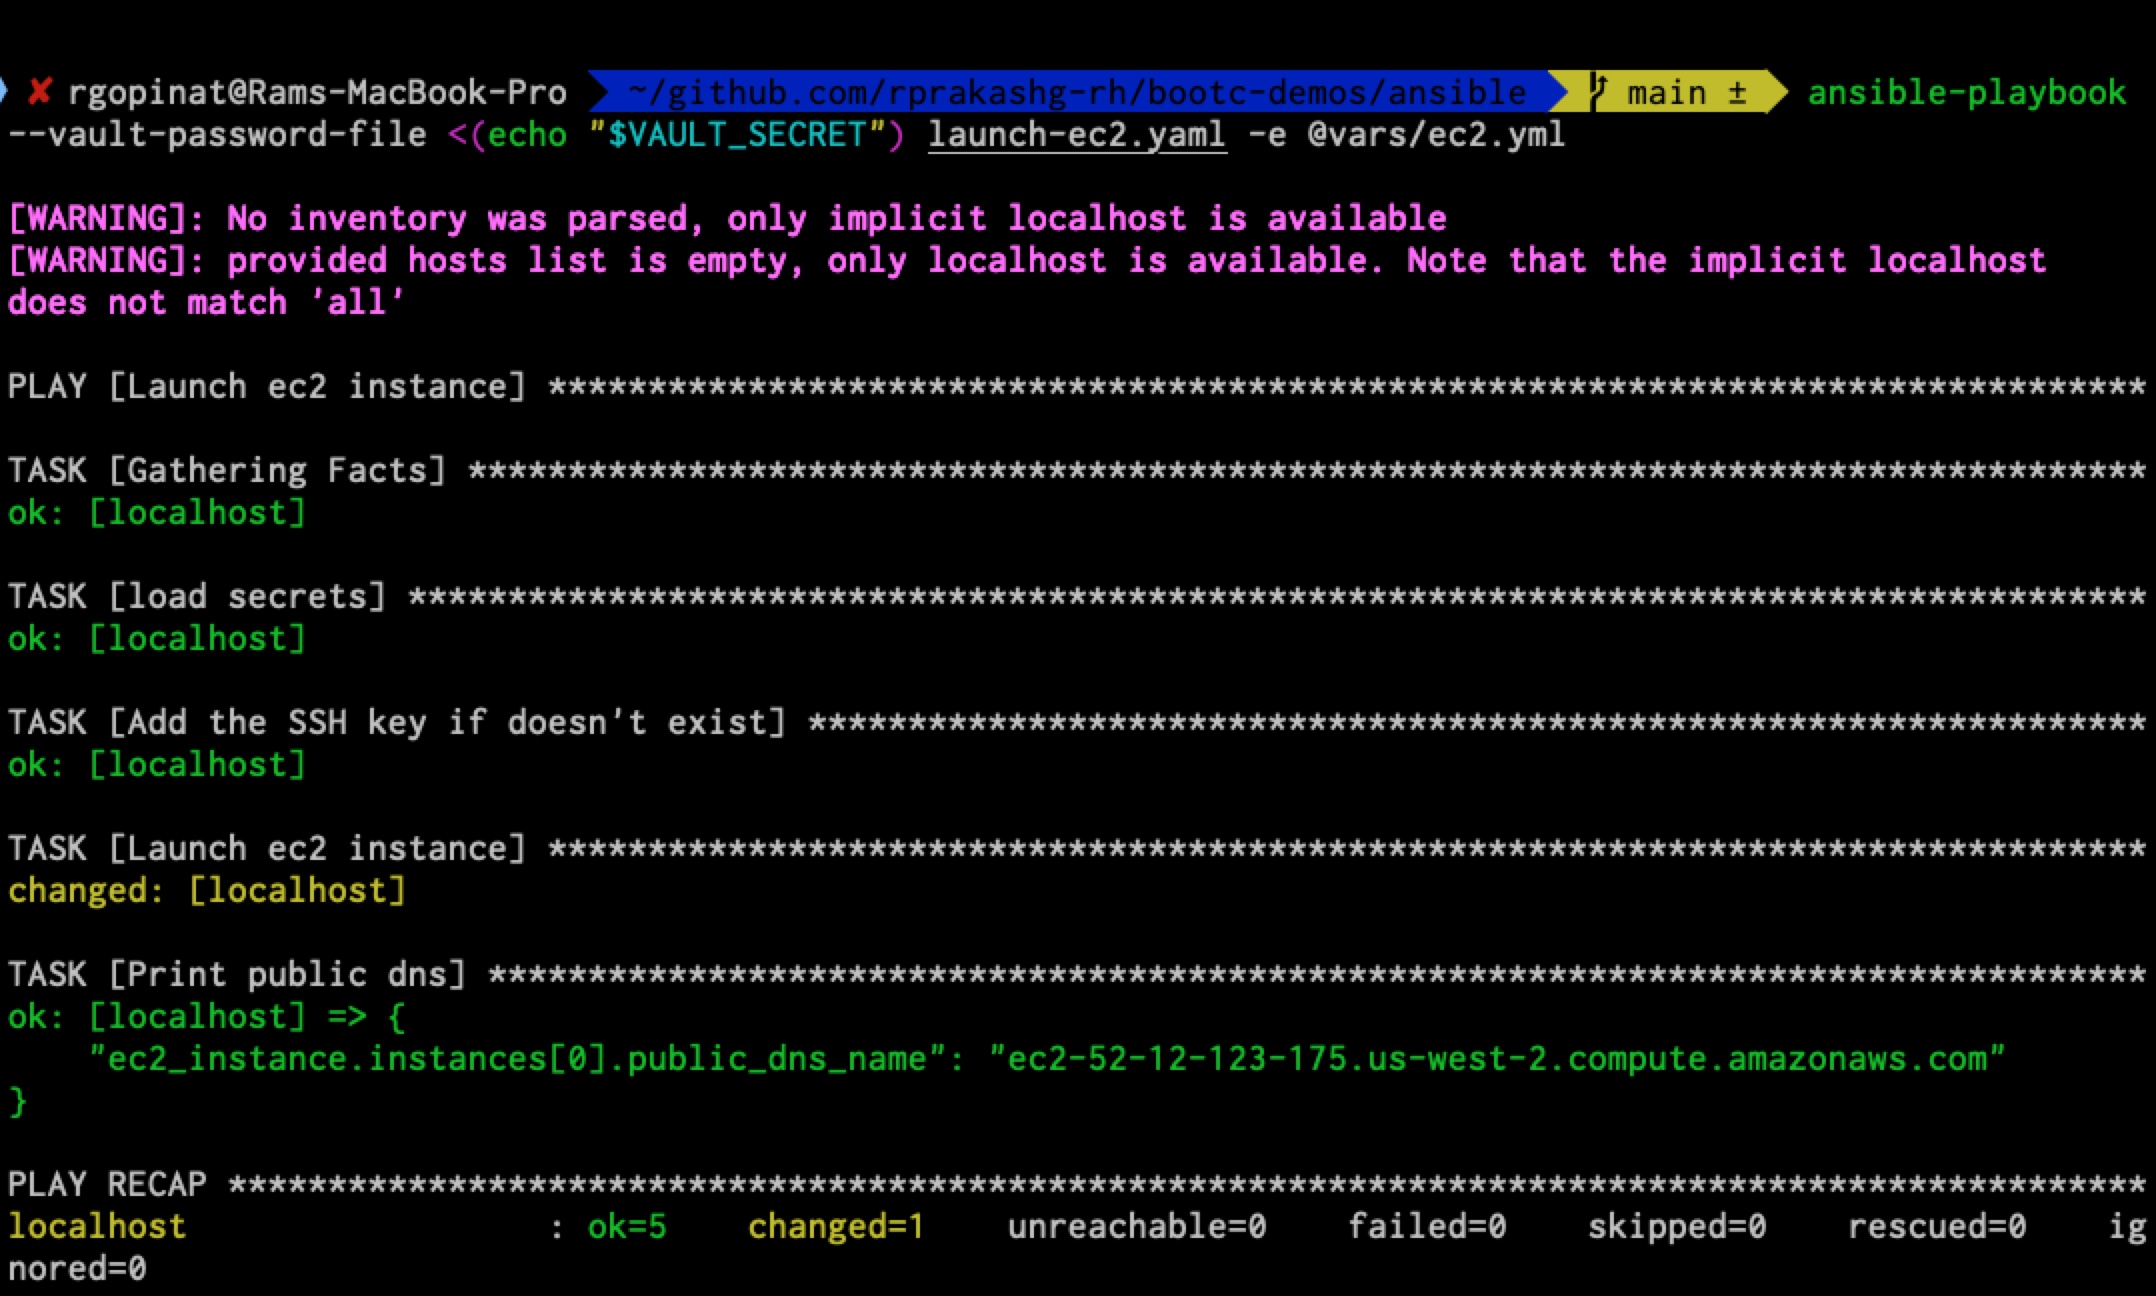 ✘ rgopinat@Rams-MacBook-Pro ~/github.com/rprakashg-rh/bootc-demos/ansible main ± ansible-playbook
--vault-password-file <(echo "$VAULT_SECRET") launch-ec2.yaml -e @vars/ec2.yml
[WARNING]: No inventory was parsed, only implicit localhost is available
[WARNING]: provided hosts list is empty, only localhost is available. Note that the implicit localhost
does not match 'all'
PLAY [Launch ec2 instance] ********************************************************************************
TASK [Gathering Facts] ************************************************************************************
ok: [localhost]
TASK [load secrets] ***************************************************************************************
ok: [localhost]
TASK [Add the SSH key if doesn't exist] *******************************************************************
ok: [localhost]
TASK [Launch ec2 instance] ********************************************************************************
changed: [localhost]
TASK [Print public dns] ***********************************************************************************
ok: [localhost] => {
    "ec2_instance.instances[0].public_dns_name": "ec2-52-12-123-175.us-west-2.compute.amazonaws.com"
}
PLAY RECAP ************************************************************************************************
localhost                  : ok=5    changed=1    unreachable=0    failed=0    skipped=0    rescued=0    ig
nored=0